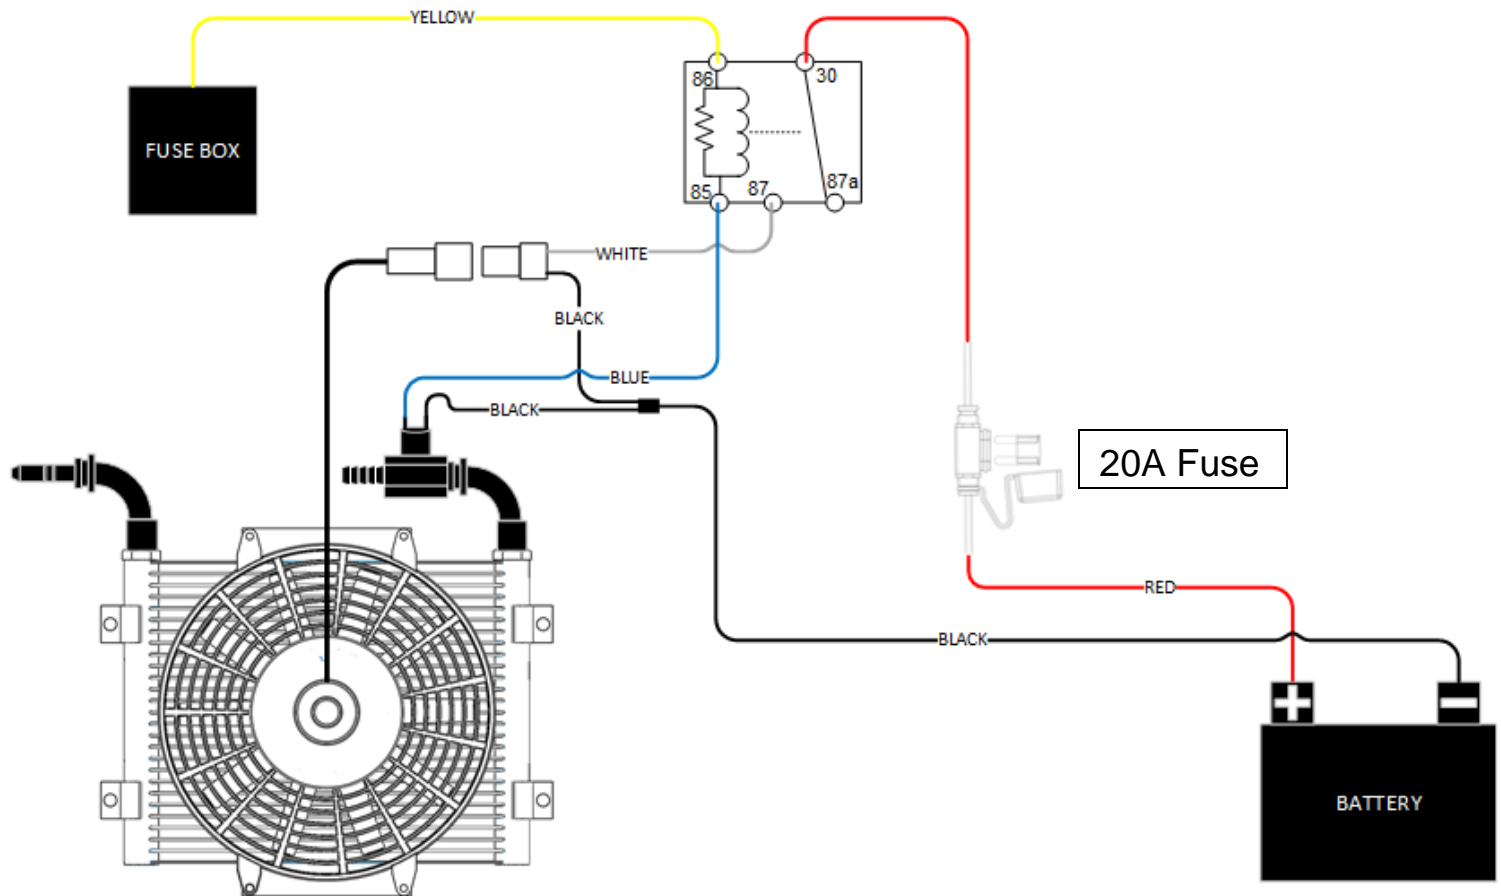 YELLOW
86
30
FUSE BOX
85
87
87a
WHITE
BLACK
BLUE
BLACK
20A Fuse
RED
BLACK
BATTERY